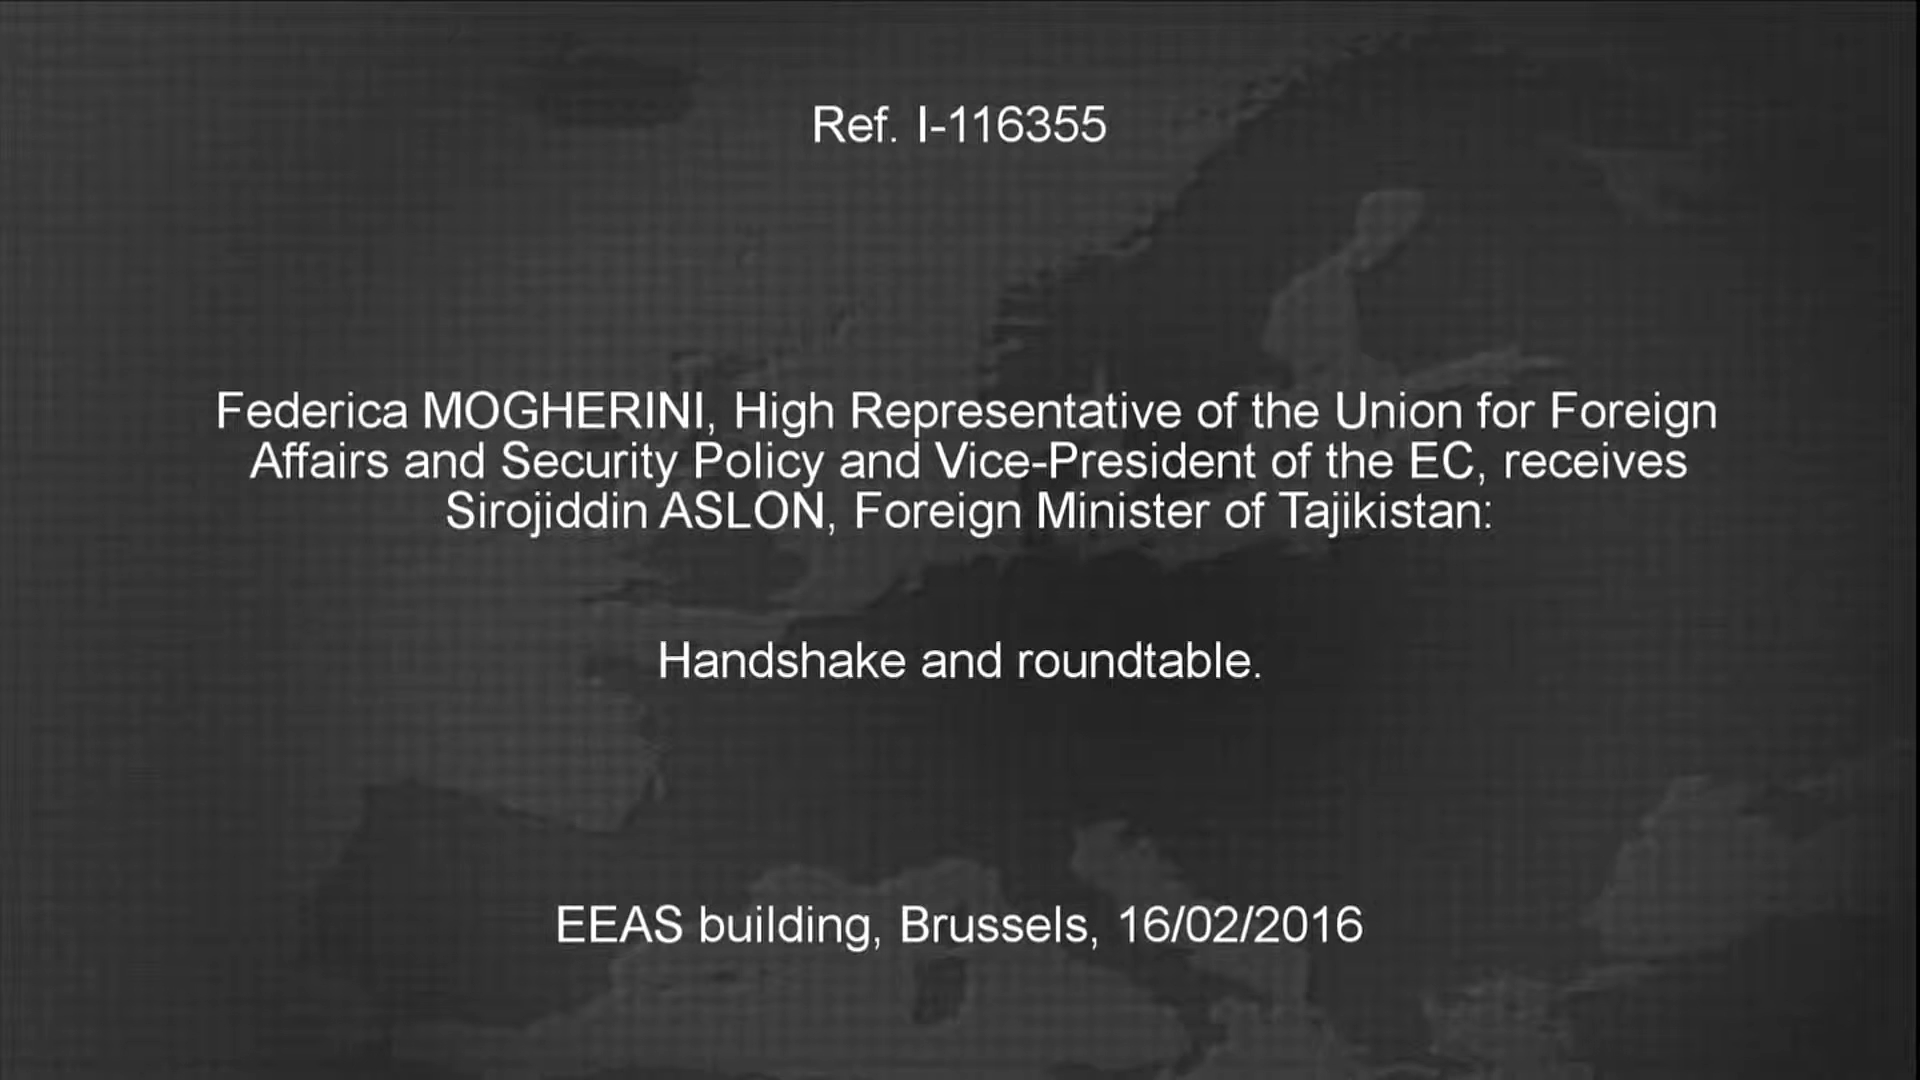 Ref. I-116355
Federica MOGHERINI, High Representative of the Union for Foreign
Affairs and Security Policy and Vice-President of the EC, receives
Sirojiddin ASLON, Foreign Minister of Tajikistan:
Handshake and roundtable.
EEAS building, Brussels, 16/02/2016